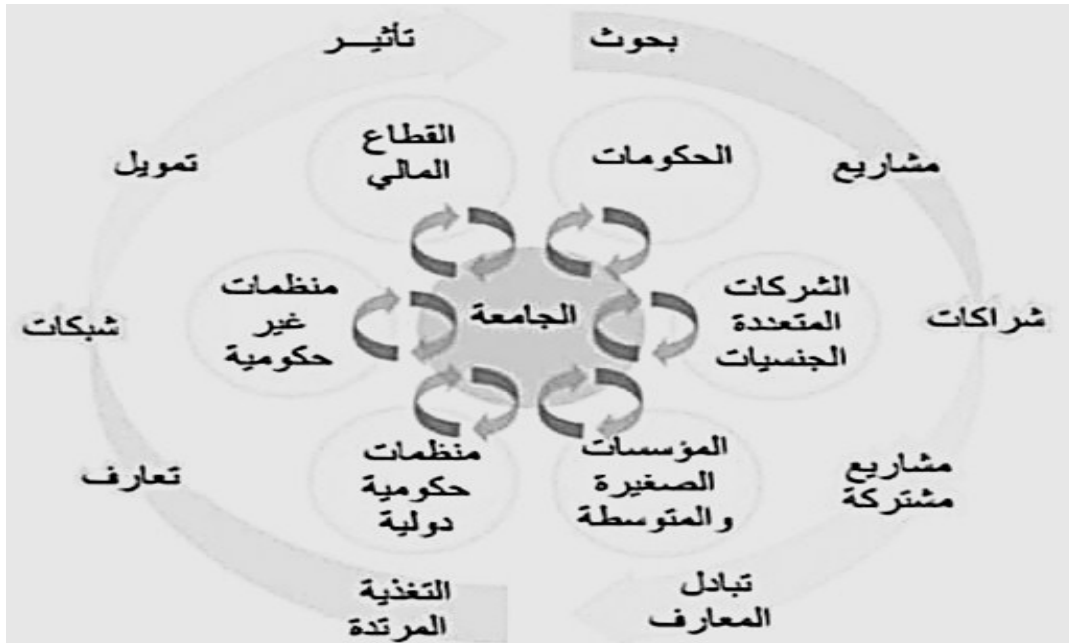 تأثيـــر
بحوث
القطاع
المالي
الحكومات
تمويل
مشاريع
منظمات
غير
حكومية
الجامعة
الشركات
المتعددة
الجنسيات
شبكات
شراكات
منظمات
حكومية
دولية
المؤسسات
الصغيرة
والمتوسطة
تعارف
مشاريع
مشتركة
التغذية
المرتدة
تبادل
المعارف